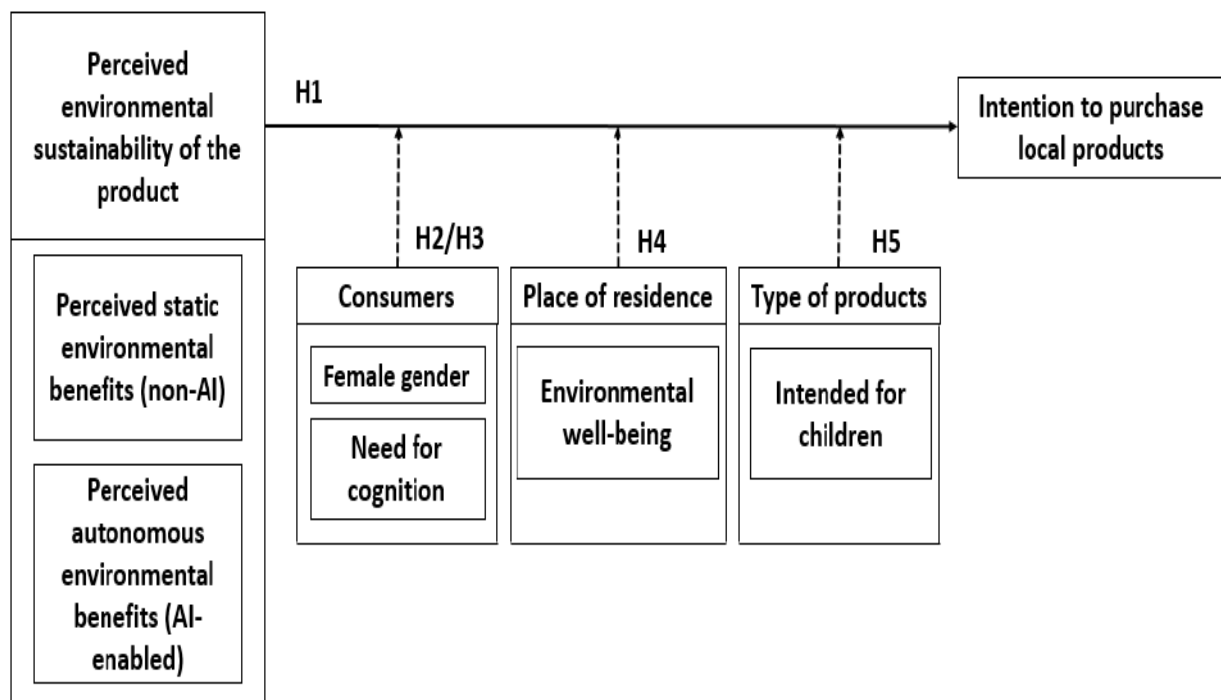 Perceived
environmental
sustainability of the
product
H1
Intention to purchase
local products
H2/H3
H4
H5
Perceived static
environmental
benefits (non-AI)
Perceived
autonomous
environmental
benefits (AI-
enabled)
Consumers
Female gender
Need for
cognition
Place of residence
Environmental
well-being
Type of products
Intended for
children